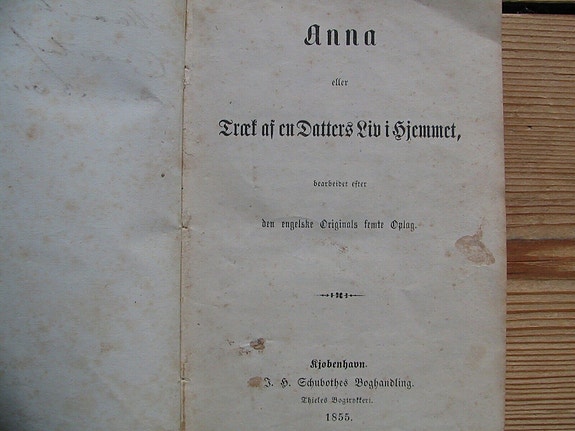 Anna
eller
Træk af en Datters Liv i Hjemmet,
bearbeidet efter
den engelske Originals femte Oplag.
Kjøbenhavn.
J. H. Schubothes Boghandling.
Thieles Bogtrykkeri.
1855.